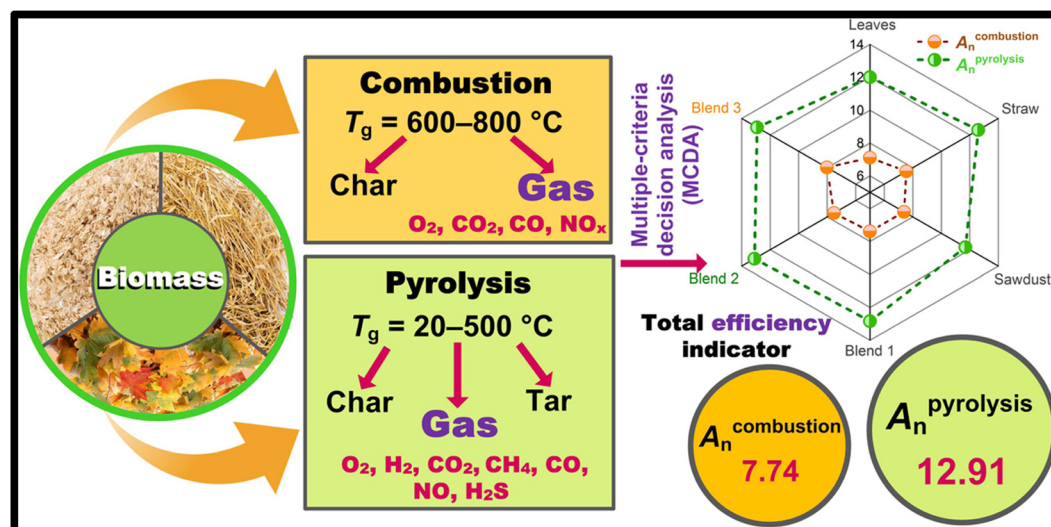 Biomass
Combustion
Tg = 600–800 °C
Char
Gas
O₂, CO₂, CO, NOₓ
Pyrolysis
Tg = 20–500 °C
Char
Gas
Tar
O₂, H₂, CO₂, CH₄, CO,
NO, H₂S
Multiple-criteria
decision analysis
(MCDA)
Leaves
14
12
10
8
6
Aₙ combustion
Aₙ pyrolysis
Straw
Sawdust
Blend 1
Blend 2
Blend 3
Total efficiency
indicator
Aₙ combustion
7.74
Aₙ pyrolysis
12.91